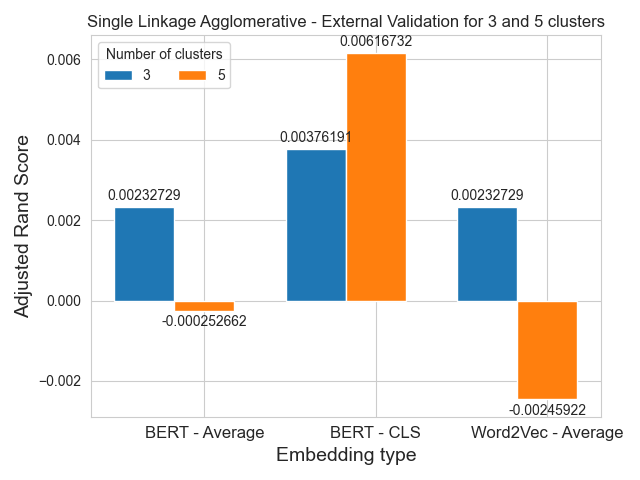 Single Linkage Agglomerative - External Validation for 3 and 5 clusters
Number of clusters
3 5
0.00232729
-0.000252662
0.00376191
0.00616732
0.00232729
-0.00245922
0.006
0.004
0.002
0.000
−0.002
Adjusted Rand Score
BERT - Average BERT - CLS Word2Vec - Average
Embedding type